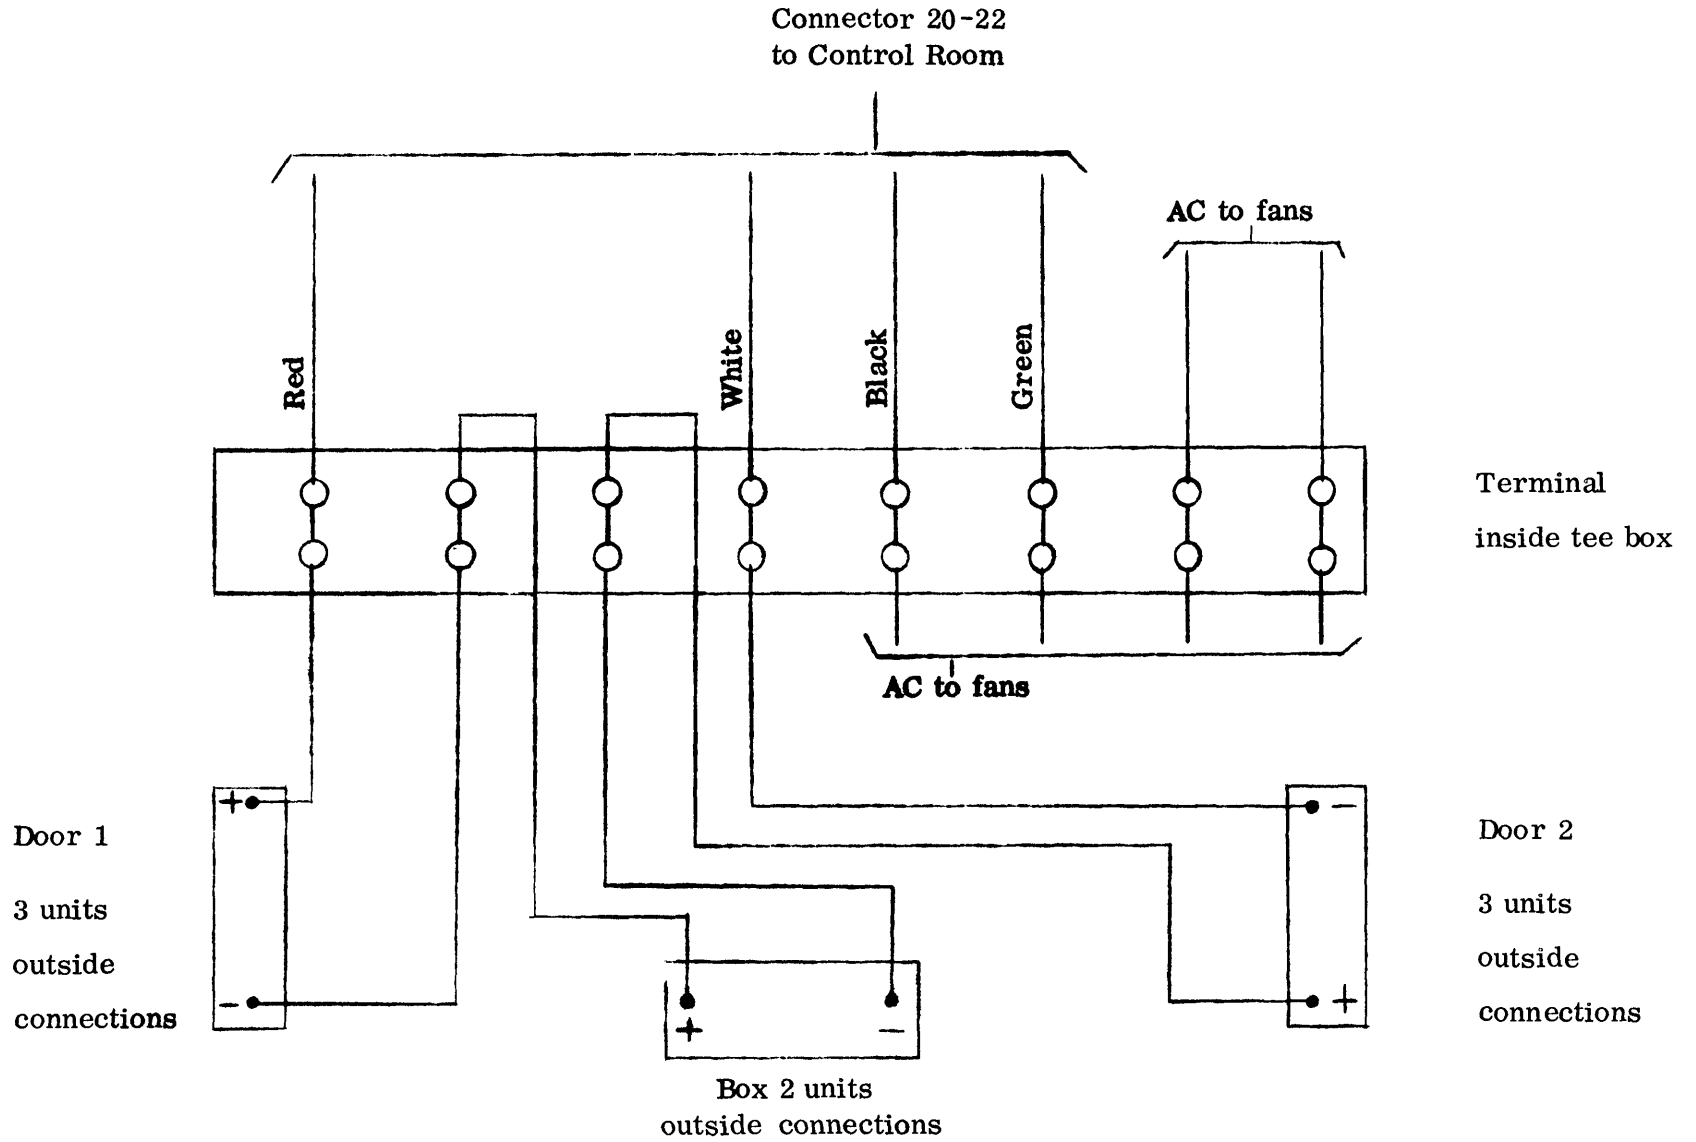 Connector 20-22
to Control Room
AC to fans
Red
White
Black
Green
Terminal
inside tee box
AC to fans
+
-
Door 1
3 units
outside
connections
-
+
Door 2
3 units
outside
connections
+
-
Box 2 units
outside connections